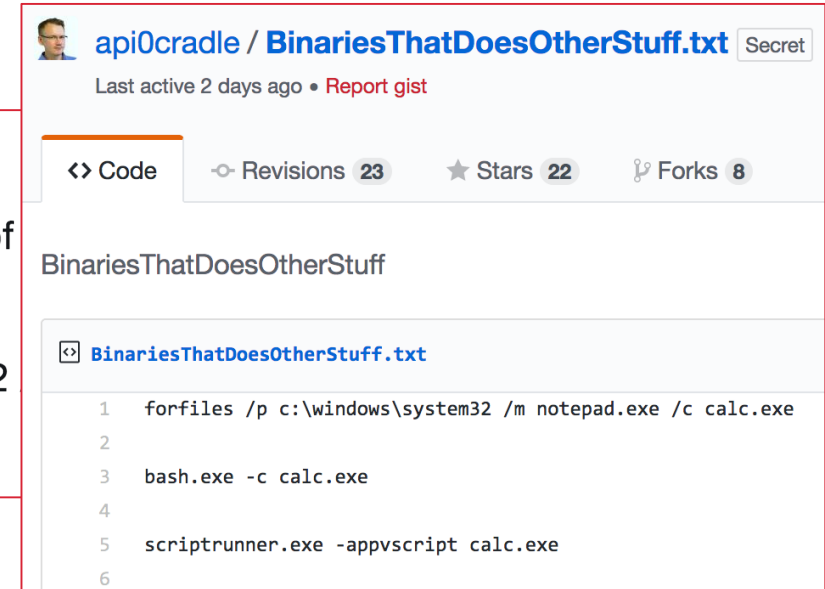 api0cradle / BinariesThatDoesOtherStuff.txt Secret
Last active 2 days ago • Report gist
<> Code Revisions 23 Stars 22 Forks 8
of
BinariesThatDoesOtherStuff
BinariesThatDoesOtherStuff.txt
2
1 forfiles /p c:\windows\system32 /m notepad.exe /c calc.exe
2
3 bash.exe -c calc.exe
4
5 scriptrunner.exe -appvscript calc.exe
6